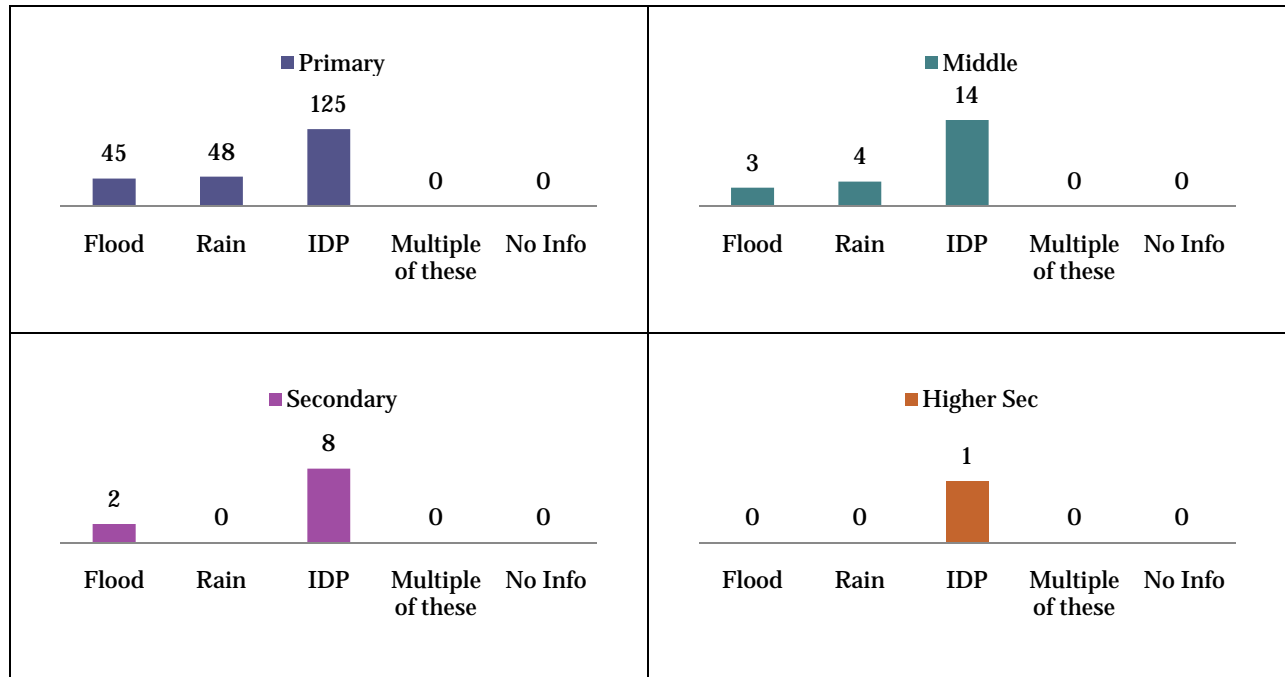 Primary
125
45 48
0 0
Flood Rain IDP Multiple of these No Info
Middle
14
3 4
0 0
Flood Rain IDP Multiple of these No Info
Secondary
8
2
0 0 0
Flood Rain IDP Multiple of these No Info
Higher Sec
1
0 0 0 0
Flood Rain IDP Multiple of these No Info